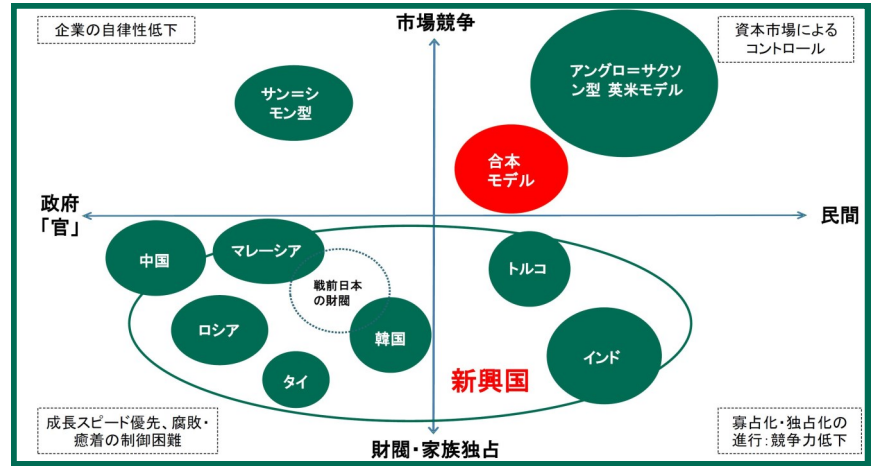 企業の自律性低下
市場競争
資本市場による
コントロール
アングロ＝サクソ
ン型 英米モデル
サン＝シ
モン型
合本
モデル
政府
「官」
民間
中国
マレーシア
トルコ
戦前日本
の財閥
ロシア
韓国
インド
タイ
新興国
成長スピード優先、腐敗・
癒着の制御困難
財閥・家族独占
寡占化・独占化の
進行：競争力低下